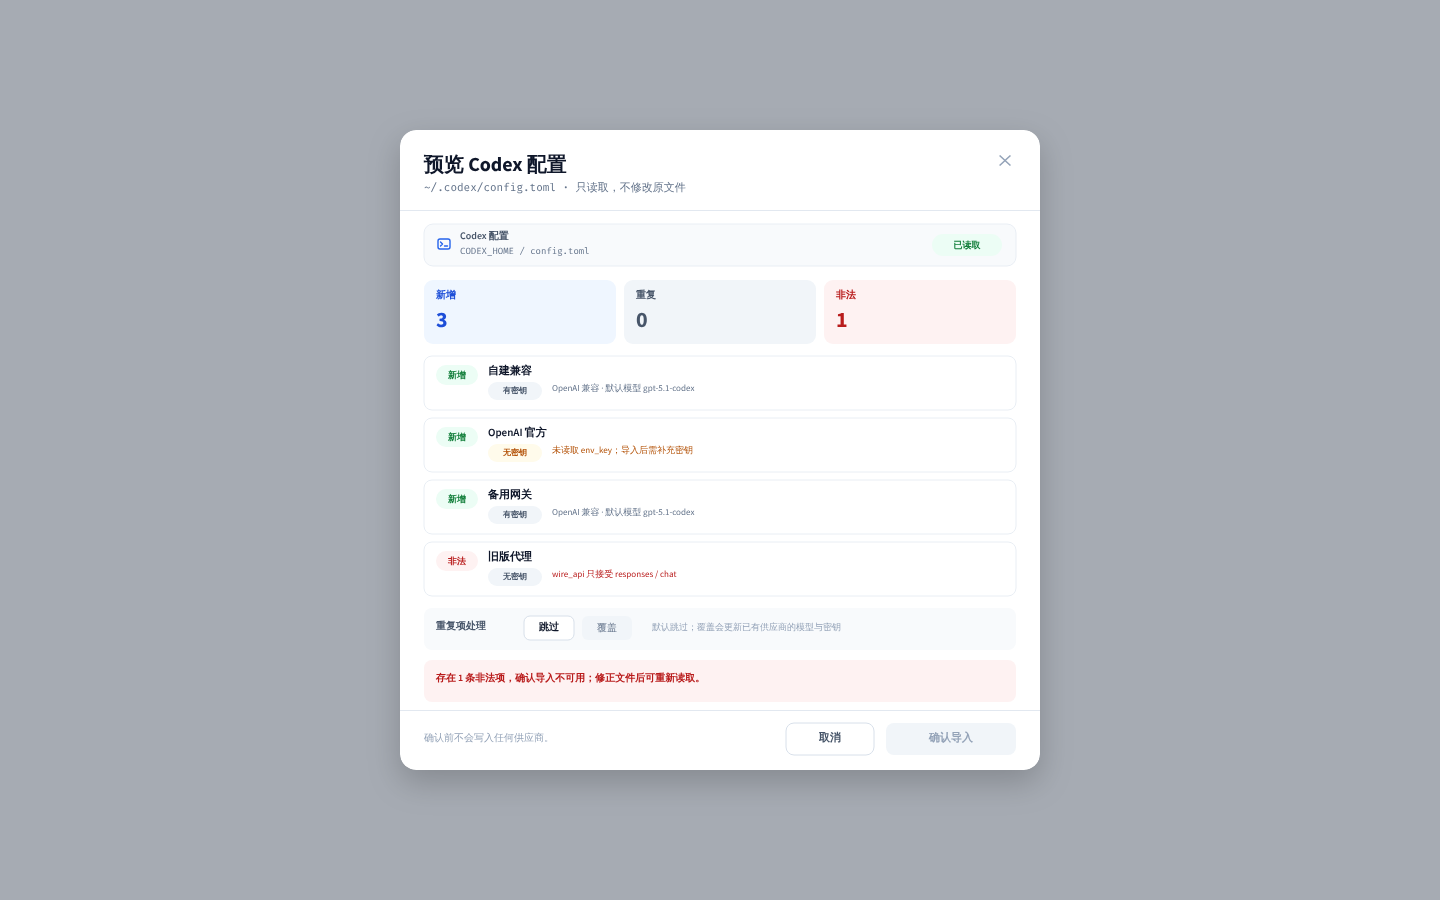 预览 Codex 配置
~/.codex/config.toml · 只读取，不修改原文件
Codex 配置
CODEX_HOME / config.toml
已读取
新增
3
重复
0
非法
1
新增
自建兼容
有密钥
OpenAI 兼容 · 默认模型 gpt-5.1-codex
新增
OpenAI 官方
无密钥
未读取 env_key；导入后需补充密钥
新增
备用网关
有密钥
OpenAI 兼容 · 默认模型 gpt-5.1-codex
非法
旧版代理
无密钥
wire_api 只接受 responses / chat
重复项处理
跳过
覆盖
默认跳过；覆盖会更新已有供应商的模型与密钥
存在 1 条非法项，确认导入不可用；修正文件后可重新读取。
确认前不会写入任何供应商。
取消
确认导入